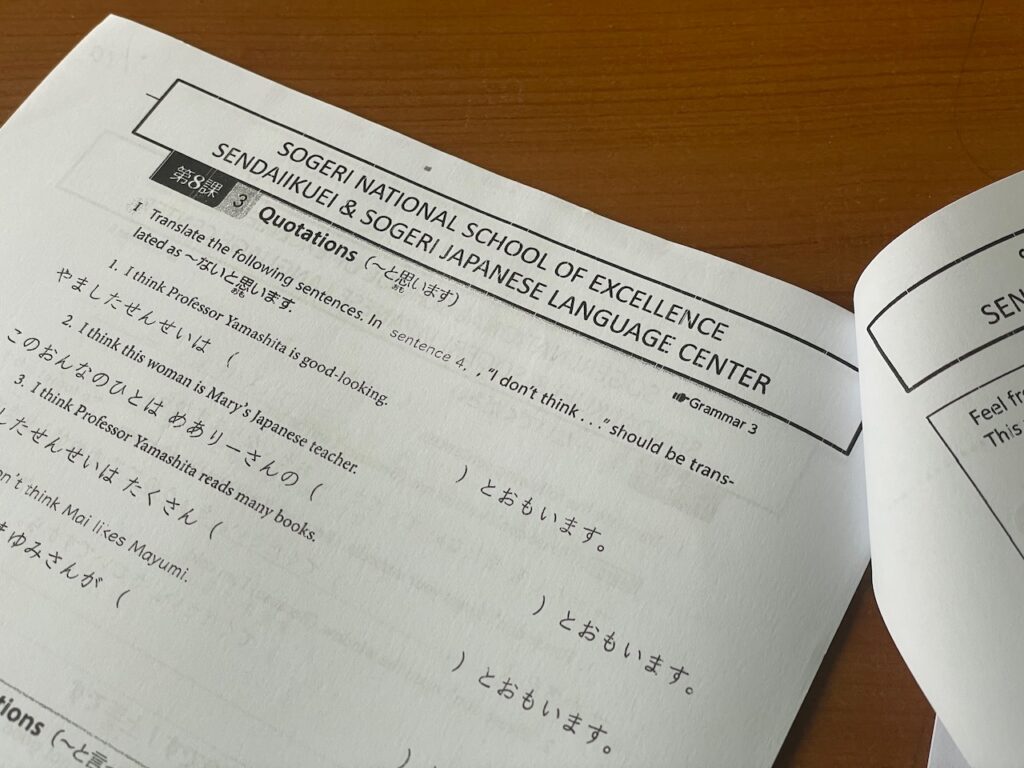 SOGERI NATIONAL SCHOOL OF EXCELLENCE
SENDAIIKUEI & SOGERI JAPANESE LANGUAGE CENTER
第8課 3 Quotations (〜と思います)
Grammar 3
I Translate the following sentences. In sentence 4, , "I don't think . . ." should be trans-
lated as 〜ないと思います.
1. I think Professor Yamashita is good-looking.
やましたせんせいは ( ) とおもいます。
2. I think this woman is Mary's Japanese teacher.
このおんなのひとは めありーさんの ( ) とおもいます。
3. I think Professor Yamashita reads many books.
したせんせいは たくさん ( ) とおもいます。
think Mai likes Mayumi.
まゆみさんが ( )
tions (〜と言
SEN
Feel fr
This